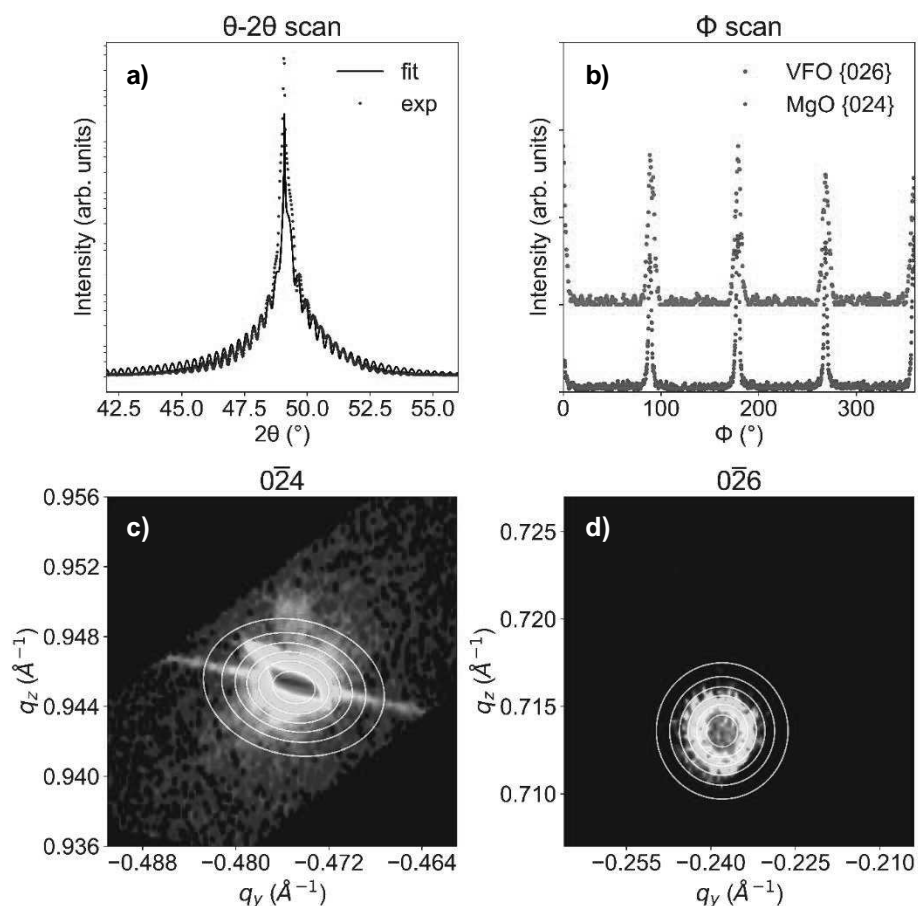 θ-2θ scan
a)
fit
exp
Intensity (arb. units)
42.5 45.0 47.5 50.0 52.5 55.0
2θ (°)
Φ scan
b)
VFO {026}
MgO {024}
Intensity (arb. units)
0 100 200 300
Φ (°)
02̅4
c)
0.956
0.952
0.948
0.944
0.940
0.936
q_z (Å⁻¹)
−0.488 −0.480 −0.472 −0.464
q_y (Å⁻¹)
02̅6
d)
0.725
0.720
0.715
0.710
q_z (Å⁻¹)
−0.255 −0.240 −0.225 −0.210
q_y (Å⁻¹)